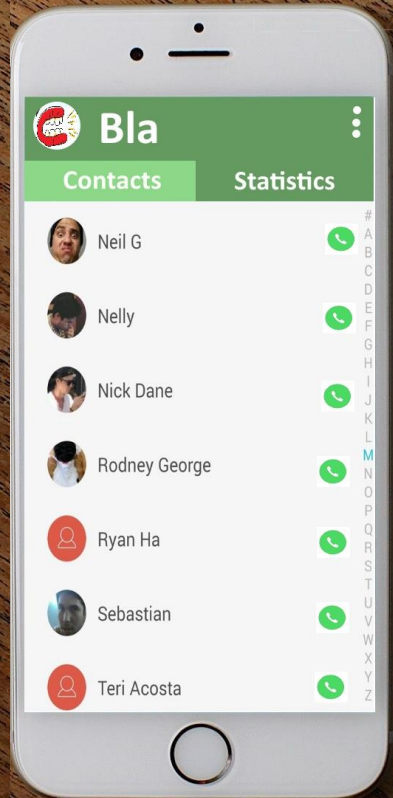 Bla
Contacts
Statistics
#
Neil G
A
B
C
D
Nelly
E
F
G
H
Nick Dane
I
J
K
L
Rodney George
M
N
O
P
Ryan Ha
Q
R
S
T
Sebastian
U
V
W
X
Teri Acosta
Y
Z